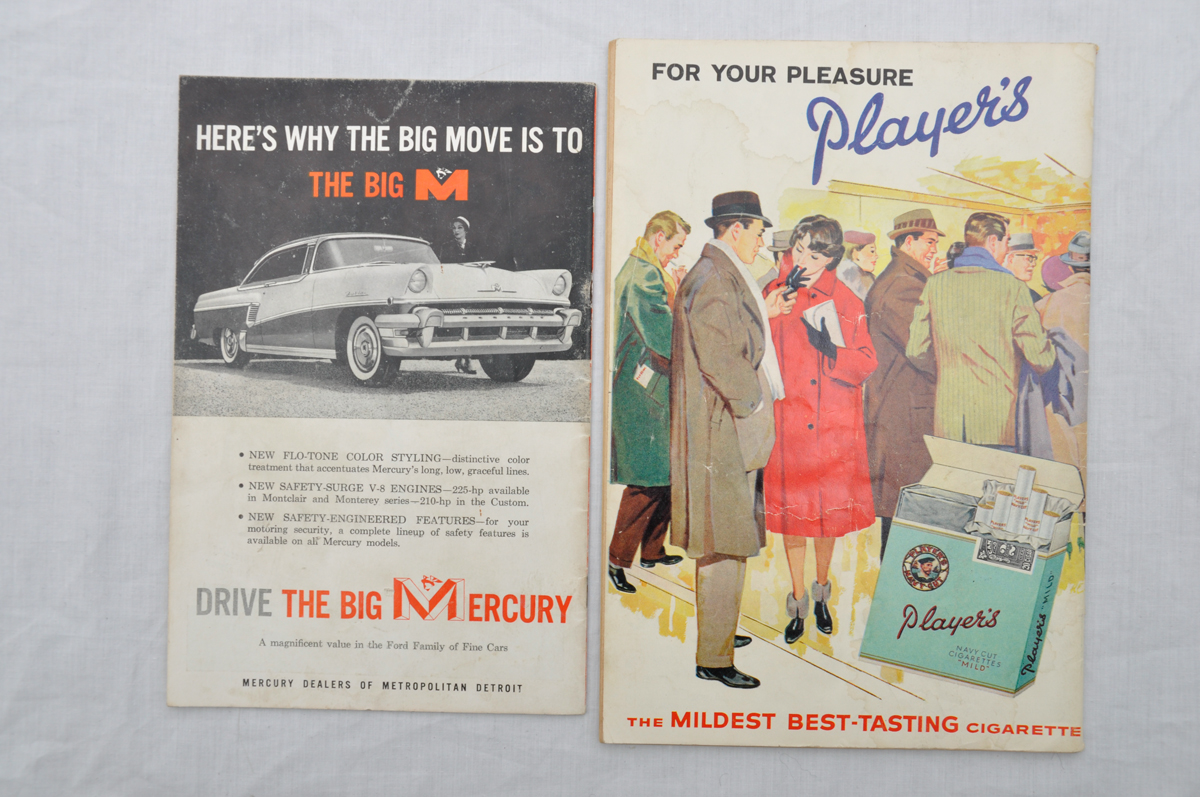 HERE'S WHY THE BIG MOVE IS TO
THE BIG M
• NEW FLO-TONE COLOR STYLING—distinctive color
treatment that accentuates Mercury's long, low, graceful lines.
• NEW SAFETY-SURGE V-8 ENGINES—225-hp available
in Montclair and Monterey series—210-hp in the Custom.
• NEW SAFETY-ENGINEERED FEATURES—for your
motoring security, a complete lineup of safety features is
available on all Mercury models.
DRIVE THE BIG MERCURY
A magnificent value in the Ford Family of Fine Cars
MERCURY DEALERS OF METROPOLITAN DETROIT
FOR YOUR PLEASURE
Player's
Player's
NAVY CUT
CIGARETTES
"MILD"
Player's "MILD"
THE MILDEST BEST-TASTING CIGARETTE